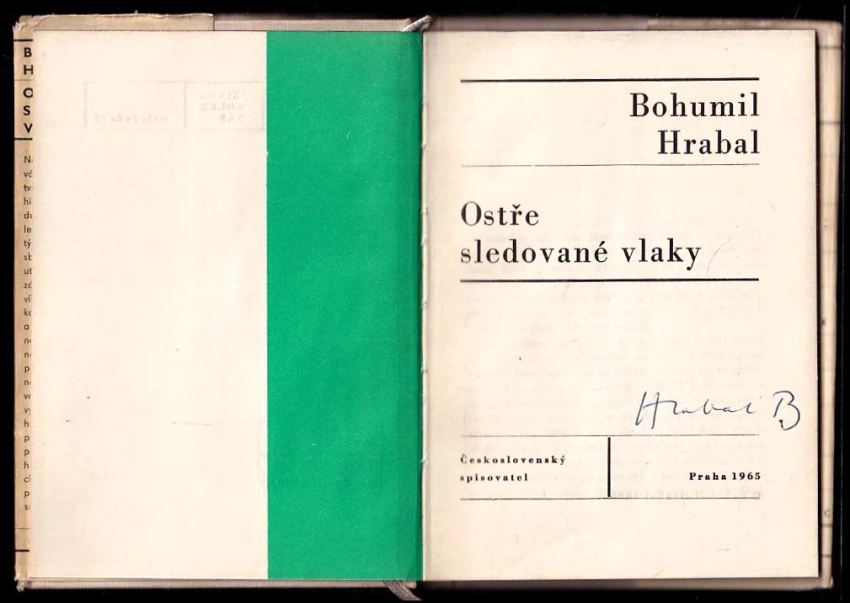 B
H
O
S
V
Bohumil
Hrabal
Ostře
sledované vlaky
Hrabal B
Československý
spisovatel
Praha 1965